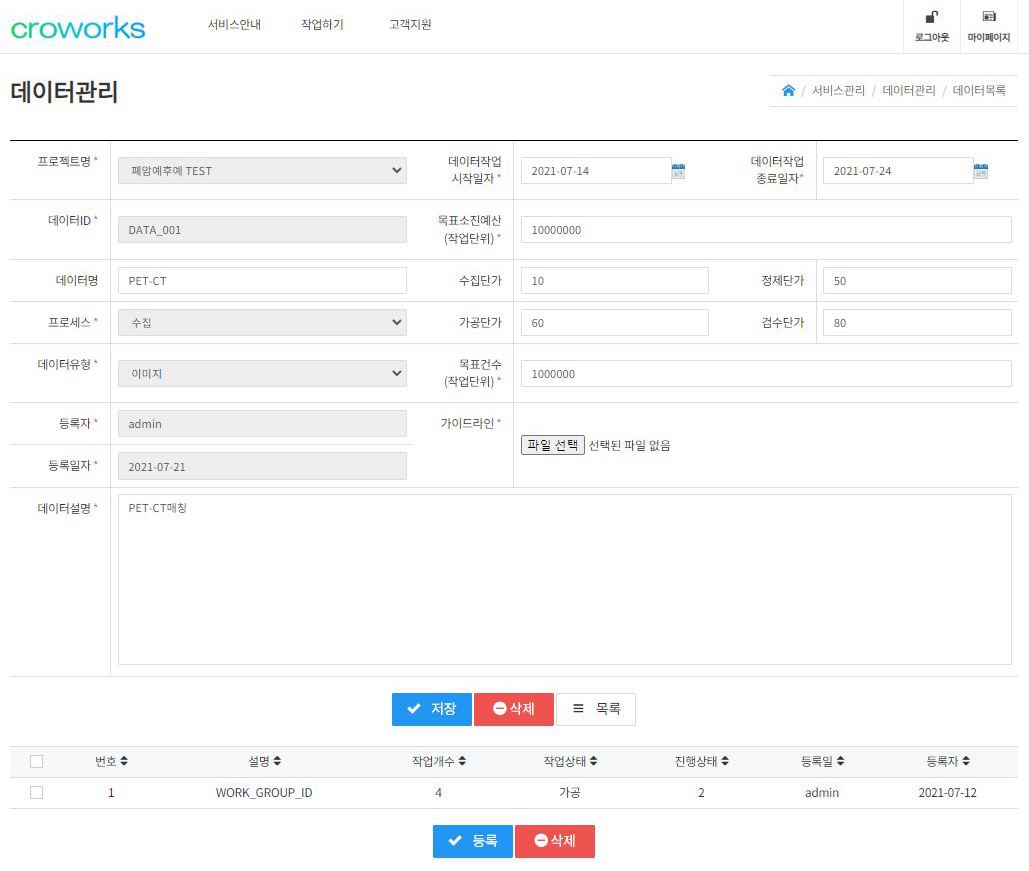 croworks
서비스안내 작업하기 고객지원
로그아웃 마이페이지
데이터관리
/ 서비스관리 / 데이터관리 / 데이터목록
프로젝트명 * 폐암예후예 TEST 데이터작업 시작일자 * 2021-07-14 데이터작업 종료일자* 2021-07-24
데이터ID * DATA_001 목표소진예산 (작업단위) * 10000000
데이터명 PET-CT 수집단가 10 정제단가 50
프로세스 * 수집 가공단가 60 검수단가 80
데이터유형 * 이미지 목표건수 (작업단위) * 1000000
등록자 * admin 가이드라인 * 파일 선택 선택된 파일 없음
등록일자 * 2021-07-21
데이터설명 * PET-CT매칭
저장 삭제 목록
번호 설명 작업개수 작업상태 진행상태 등록일 등록자
1 WORK_GROUP_ID 4 가공 2 admin 2021-07-12
등록 삭제